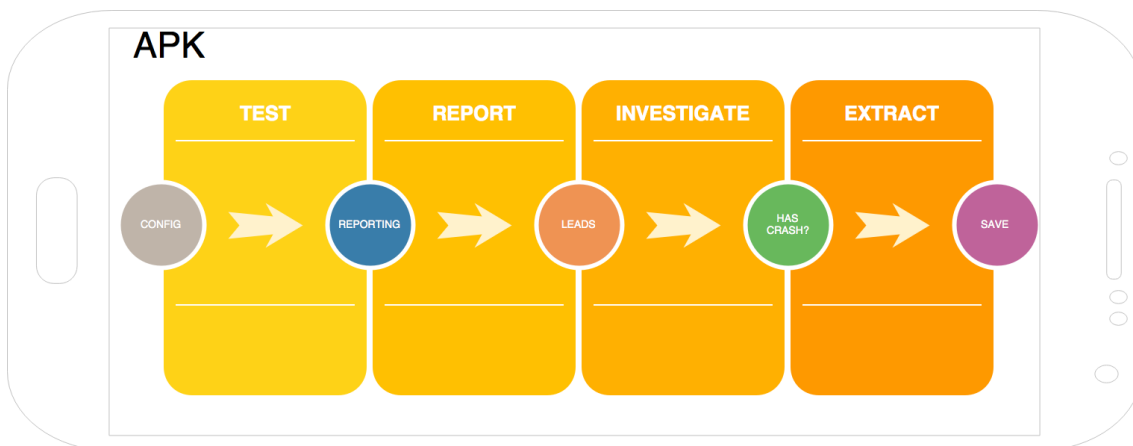 APK
TEST
REPORT
INVESTIGATE
EXTRACT
CONFIG
REPORTING
LEADS
HAS
CRASH?
SAVE